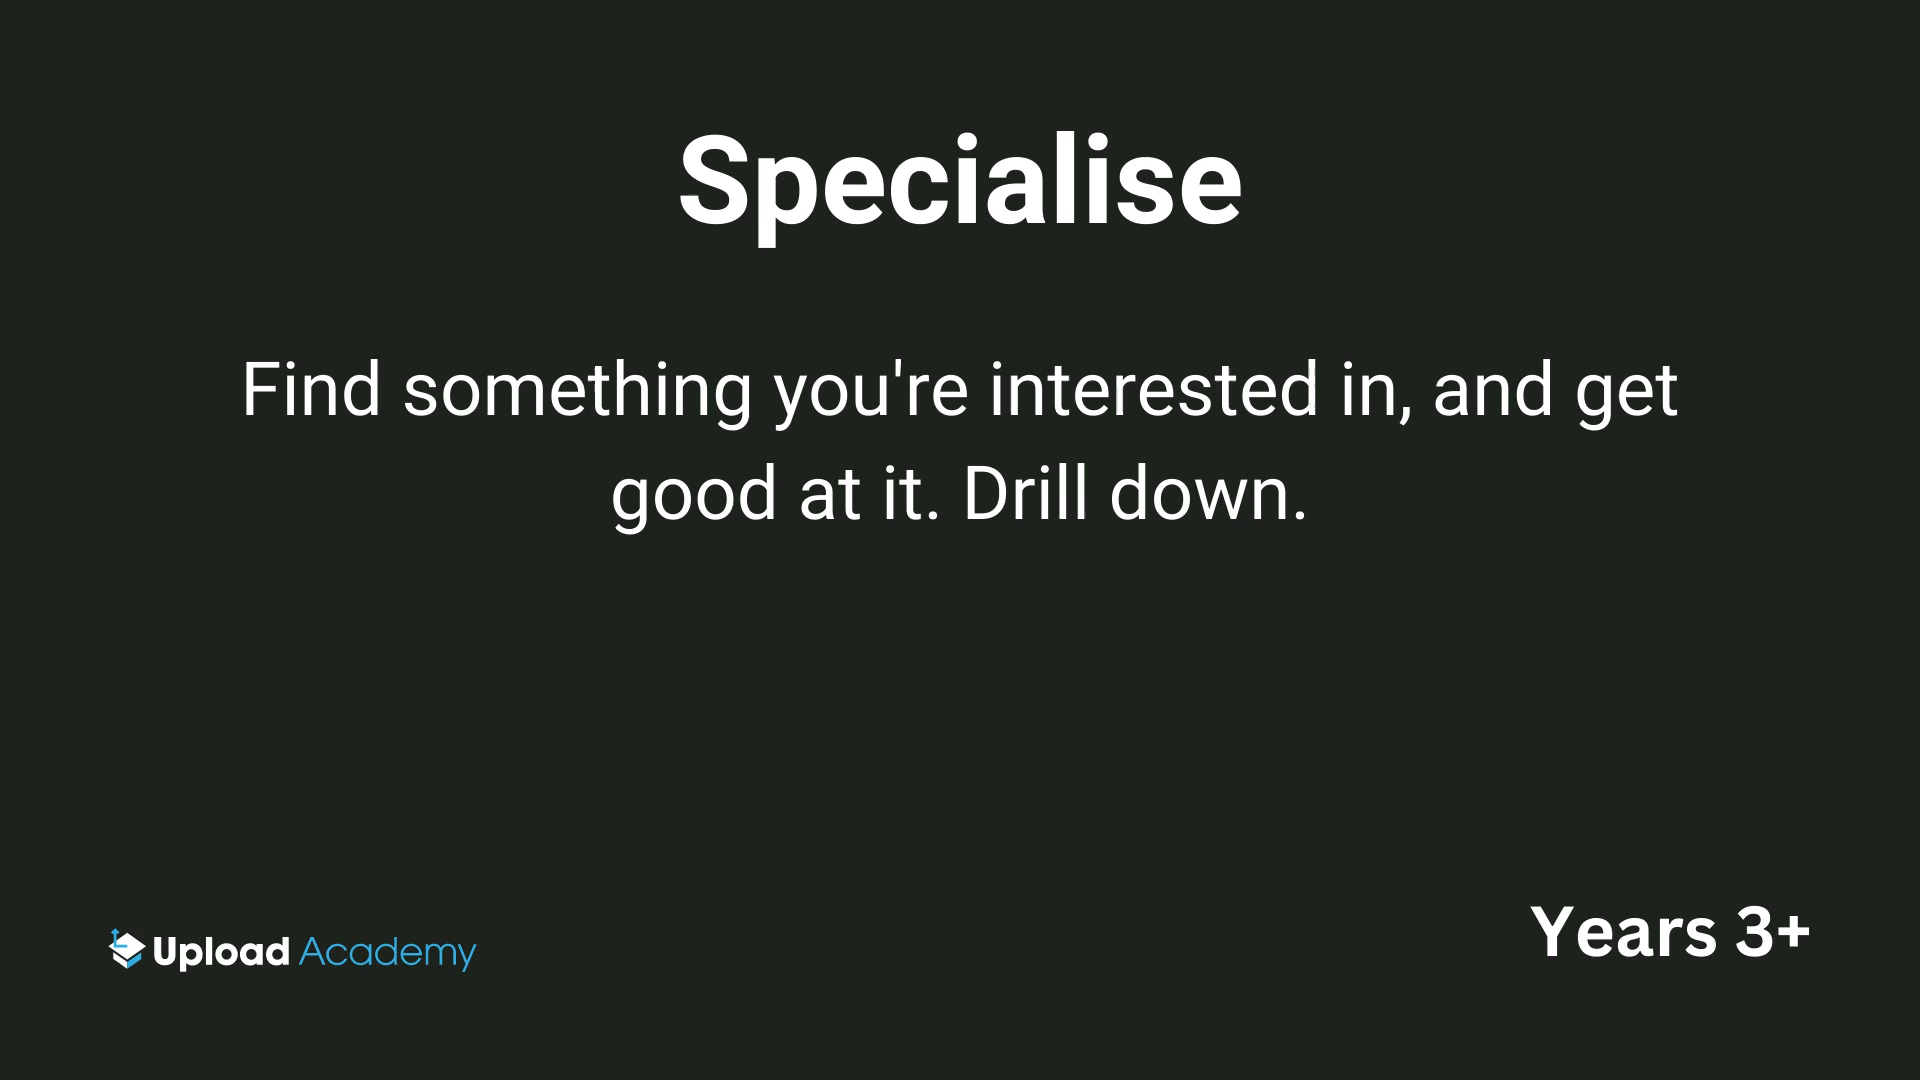 Specialise
Find something you're interested in, and get
good at it. Drill down.
Upload Academy
Years 3+